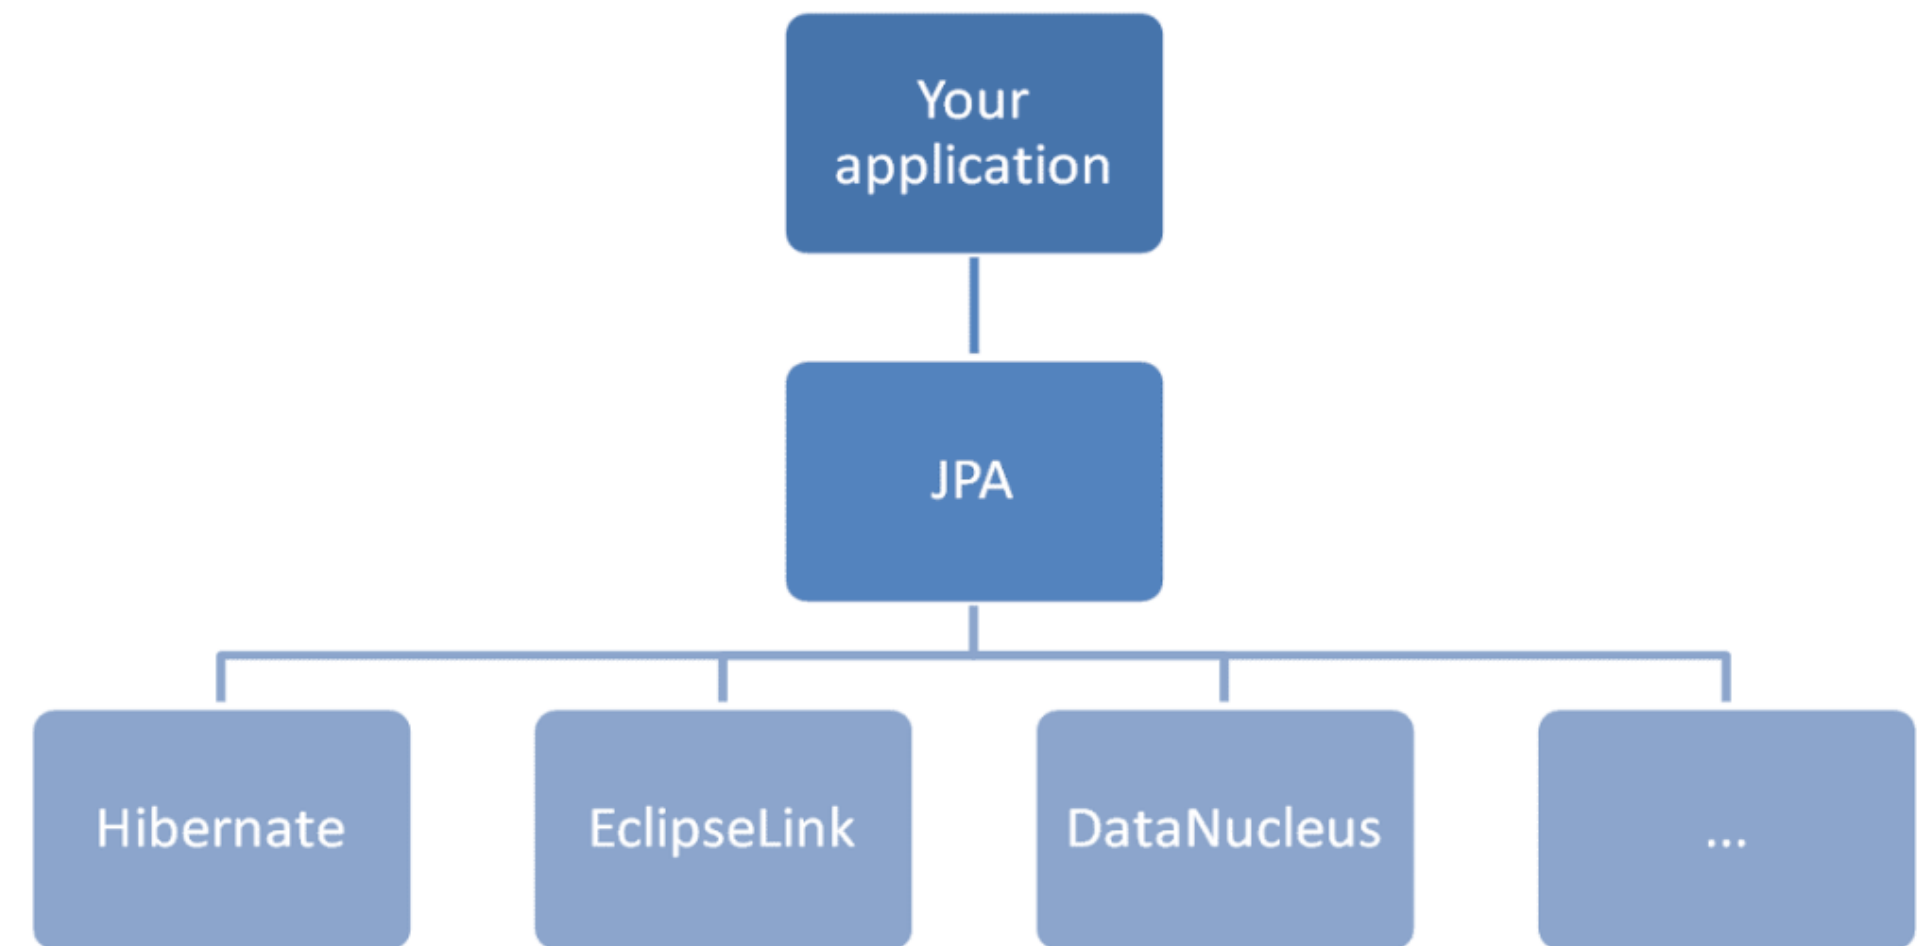 Your
application
JPA
Hibernate
EclipseLink
DataNucleus
...